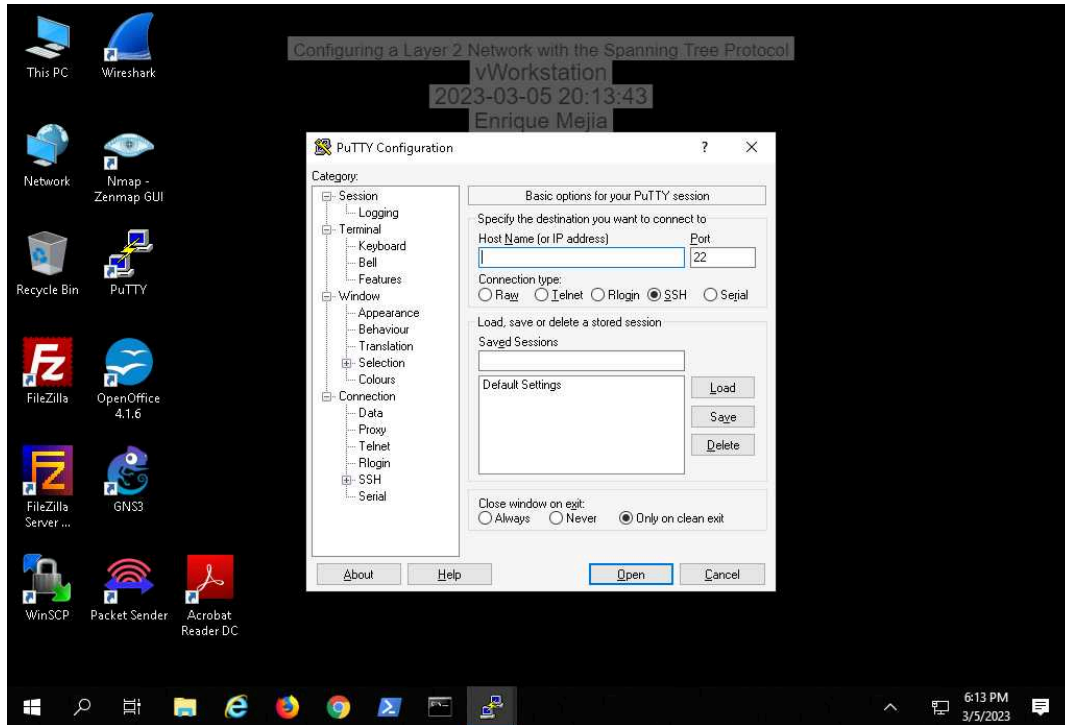 This PC
Wireshark
Network
Nmap -
Zenmap GUI
Recycle Bin
PuTTY
FileZilla
OpenOffice
4.1.6
FileZilla
Server ...
GNS3
WinSCP
Packet Sender
Acrobat
Reader DC
Configuring a Layer 2 Network with the Spanning Tree Protocol
vWorkstation
2023-03-05 20:13:43
Enrique Mejia
PuTTY Configuration
?
Category:
Session
Logging
Terminal
Keyboard
Bell
Features
Window
Appearance
Behaviour
Translation
Selection
Colours
Connection
Data
Proxy
Telnet
Rlogin
SSH
Serial
Basic options for your PuTTY session
Specify the destination you want to connect to
Host Name (or IP address) Port
22
Connection type:
Raw Telnet Rlogin SSH Serial
Load, save or delete a stored session
Saved Sessions
Default Settings
Load
Save
Delete
Close window on exit:
Always Never Only on clean exit
About Help Open Cancel
6:13 PM
3/5/2023